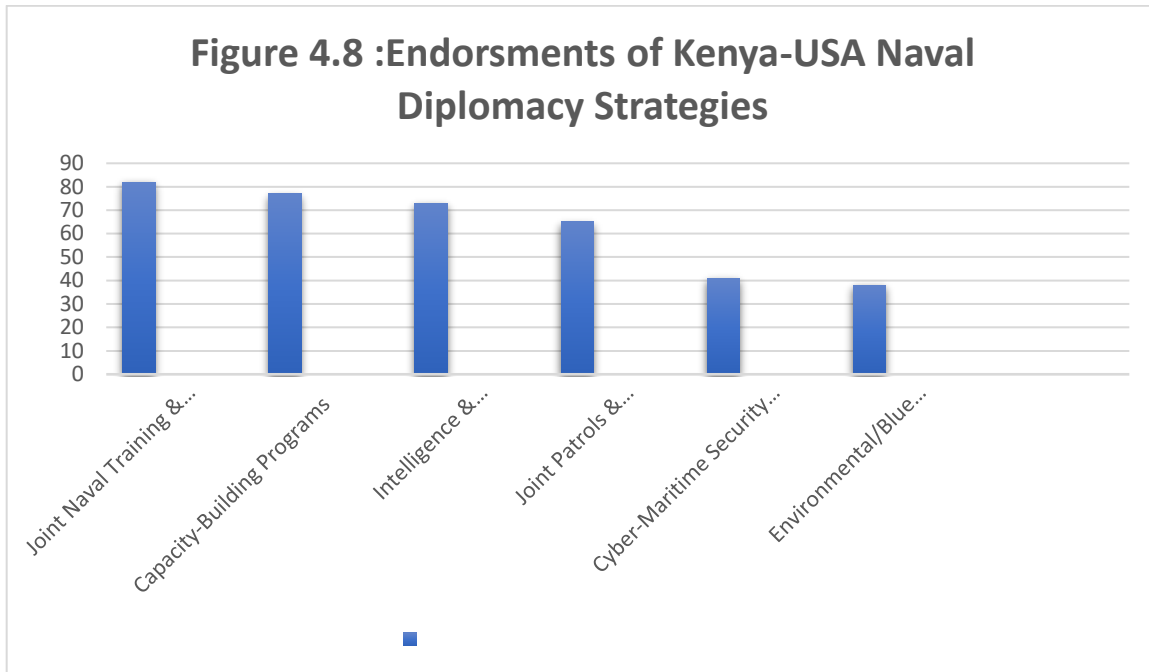 Figure 4.8 :Endorsments of Kenya-USA Naval
Diplomacy Strategies
90
80
70
60
50
40
30
20
10
0
Joint Naval Training &...
Capacity-Building Programs
Intelligence &...
Joint Patrols &...
Cyber-Maritime Security...
Environmental/Blue...